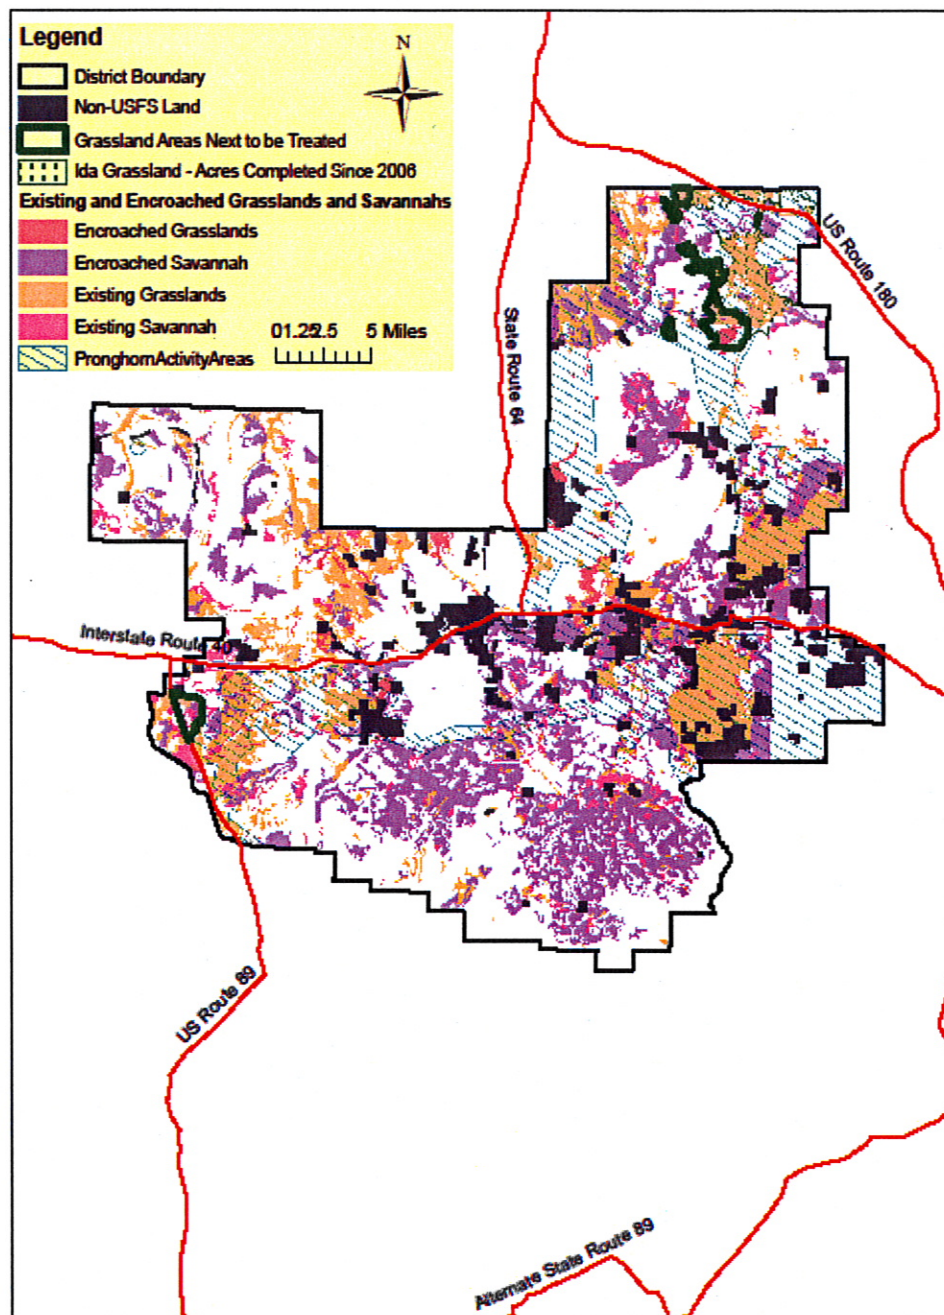 Legend
N
District Boundary
Non-USFS Land
Grassland Areas Next to be Treated
Ida Grassland - Acres Completed Since 2006
Existing and Encroached Grasslands and Savannahs
Encroached Grasslands
Encroached Savannah
Existing Grasslands
Existing Savannah
01.252.5 5 Miles
PronghornActivityAreas
US Route 180
State Route 64
Interstate Route 40
US Route 89
Alternate State Route 89